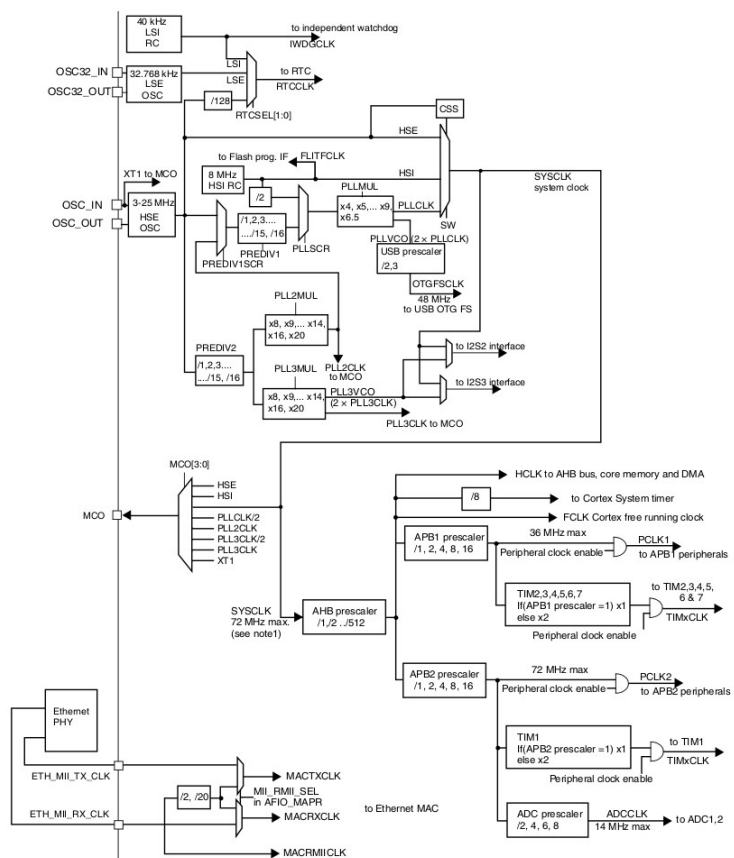 40 kHz
LSI
RC
to independent watchdog
IWDGCLK
OSC32_IN
OSC32_OUT
32.768 kHz
LSE
OSC
LSI
LSE
to RTC
RTCCLK
/128
RTCSEL[1:0]
CSS
HSE
to Flash prog. IF
FLITFCLK
XT1 to MCO
8 MHz
HSI RC
HSI
SYSCLK
system clock
OSC_IN
OSC_OUT
3-25 MHz
HSE
OSC
/2
PLLMUL
x4, x5,... x9,
x6.5
PLLCLK
SW
/1,2,3....
..../15, /16
PREDIV1
PLLSCR
PREDIV1SCR
PLLVCO (2 × PLLCLK)
USB prescaler
/2,3
OTGFSCLK
48 MHz
to USB OTG FS
PLL2MUL
x8, x9,... x14,
x16, x20
PLL2CLK
to MCO
PREDIV2
/1,2,3....
..../15, /16
PLL3MUL
x8, x9,... x14,
x16, x20
PLL3VCO
(2 × PLL3CLK)
PLL3CLK to MCO
to I2S2 interface
to I2S3 interface
MCO[3:0]
MCO
HSE
HSI
PLLCLK/2
PLL2CLK
PLL3CLK/2
PLL3CLK
XT1
HCLK to AHB bus, core memory and DMA
/8
to Cortex System timer
FCLK Cortex free running clock
APB1 prescaler
/1, 2, 4, 8, 16
36 MHz max
Peripheral clock enable
PCLK1
to APB1 peripherals
SYSCLK
72 MHz max.
(see note1)
AHB prescaler
/1,/2 ../512
TIM2,3,4,5,6,7
If(APB1 prescaler =1) x1
else x2
to TIM2,3,4,5,
6 & 7
TIMxCLK
Peripheral clock enable
APB2 prescaler
/1, 2, 4, 8, 16
72 MHz max
Peripheral clock enable
PCLK2
to APB2 peripherals
TIM1
If(APB2 prescaler =1) x1
else x2
to TIM1
TIMxCLK
Peripheral clock enable
ADC prescaler
/2, 4, 6, 8
ADCCLK
14 MHz max
to ADC1,2
Ethernet
PHY
ETH_MII_TX_CLK
MACTXCLK
/2, /20
MII_RMII_SEL
in AFIO_MAPR
to Ethernet MAC
ETH_MII_RX_CLK
MACRXCLK
MACRMIICLK